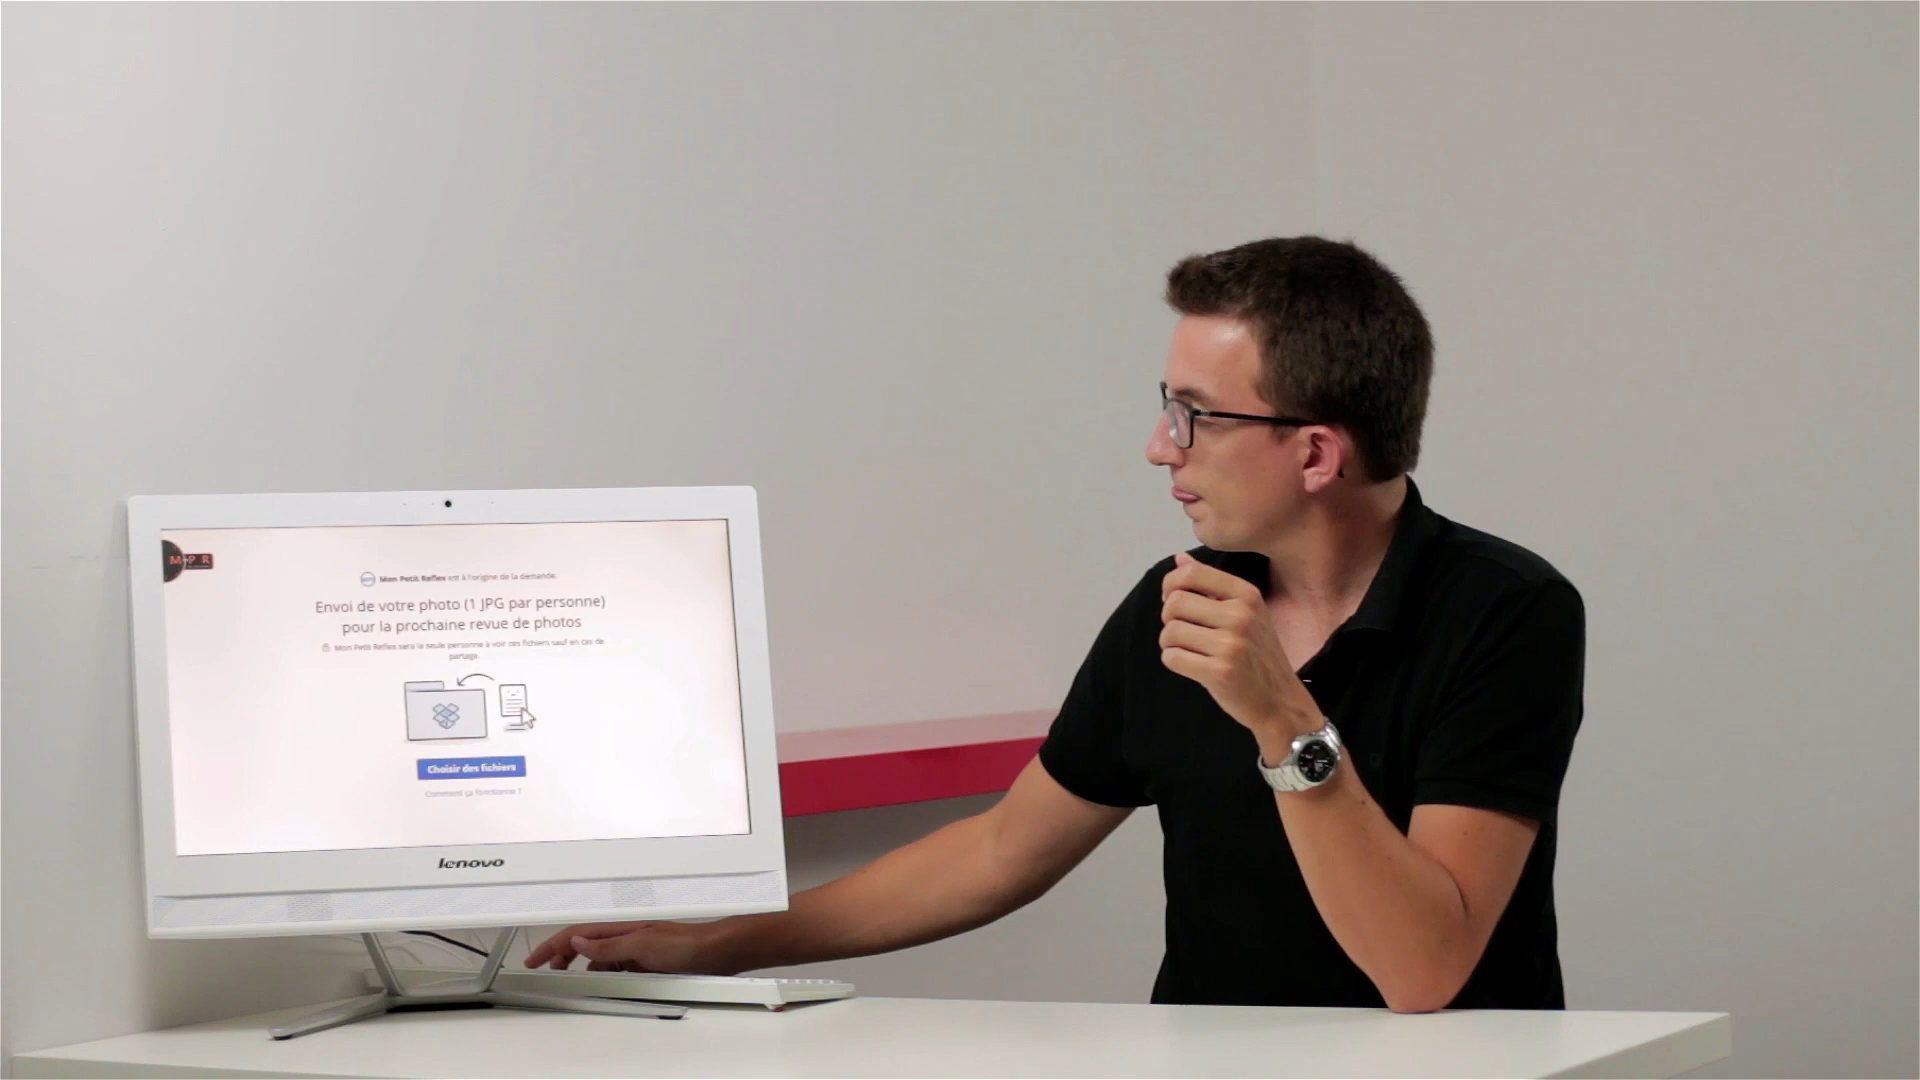 M P R
Mon Petit Reflex est à l'origine de la demande.
Envoi de votre photo (1 JPG par personne)
pour la prochaine revue de photos
Mon Petit Reflex sera la seule personne à voir ces fichiers sauf en cas de
partage.
Choisir des fichiers
Comment ça fonctionne ?
lenovo